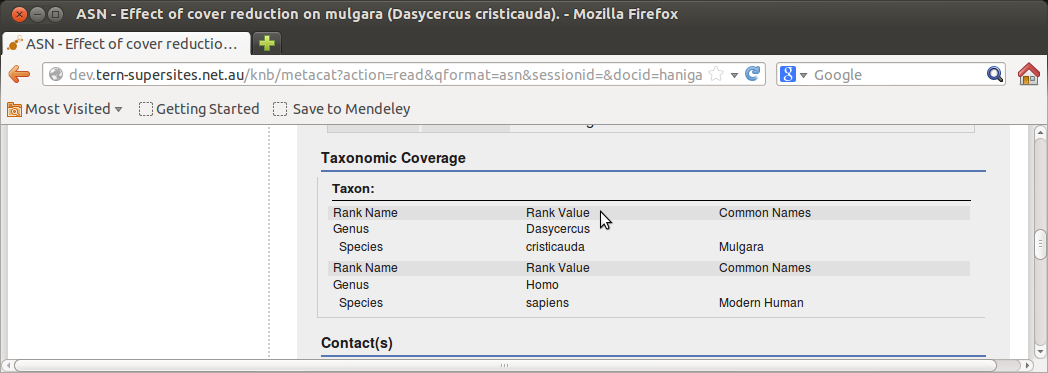 ASN - Effect of cover reduction on mulgara (Dasycercus cristicauda). - Mozilla Firefox
ASN - Effect of cover reductio...
dev.tern-supersites.net.au/knb/metacat?action=read&qformat=asn&sessionid=&docid=haniga
Google
Most Visited Getting Started Save to Mendeley
Taxonomic Coverage
Taxon:
Rank Name Rank Value Common Names
Genus Dasycercus
Species cristicauda Mulgara
Rank Name Rank Value Common Names
Genus Homo
Species sapiens Modern Human
Contact(s)